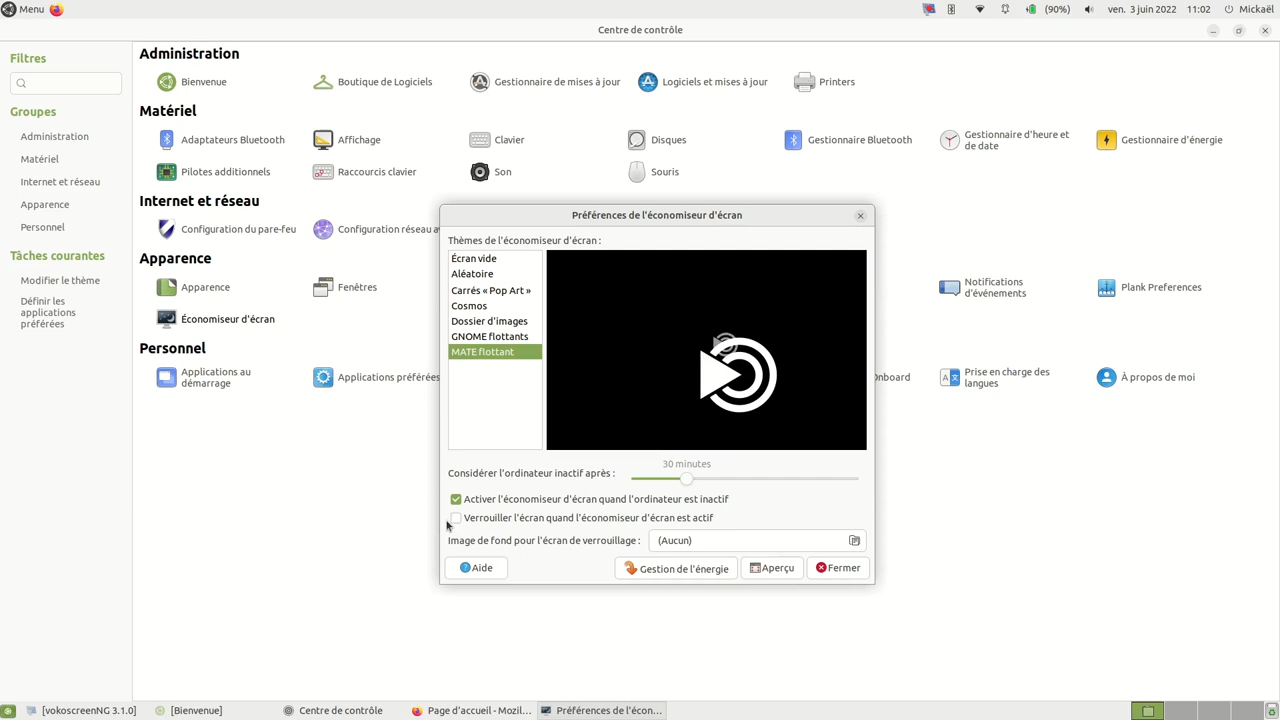 Menu
(90%)
ven. 3 juin 2022
11:02
Mickaël
Centre de contrôle
Filtres
Groupes
Administration
Matériel
Internet et réseau
Apparence
Personnel
Tâches courantes
Modifier le thème
Définir les
applications
préférées
Administration
Bienvenue
Boutique de Logiciels
Gestionnaire de mises à jour
Logiciels et mises à jour
Printers
Matériel
Adaptateurs Bluetooth
Affichage
Clavier
Disques
Gestionnaire Bluetooth
Gestionnaire d'heure et
de date
Gestionnaire d'énergie
Pilotes additionnels
Raccourcis clavier
Son
Souris
Internet et réseau
Configuration du pare-feu
Configuration réseau
Apparence
Apparence
Fenêtres
Notifications
d'événements
Plank Preferences
Économiseur d'écran
Personnel
Applications au
démarrage
Applications préférées
Onboard
Prise en charge des
langues
À propos de moi
Préférences de l'économiseur d'écran
Thèmes de l'économiseur d'écran :
Écran vide
Aléatoire
Carrés « Pop Art »
Cosmos
Dossier d'images
GNOME flottants
MATE flottant
30 minutes
Considérer l'ordinateur inactif après :
Activer l'économiseur d'écran quand l'ordinateur est inactif
Verrouiller l'écran quand l'économiseur d'écran est actif
Image de fond pour l'écran de verrouillage :
(Aucun)
Aide
Gestion de l'énergie
Aperçu
Fermer
[vokoscreenNG 3.1.0]
[Bienvenue]
Centre de contrôle
Page d'accueil - Mozil...
Préférences de l'écon...